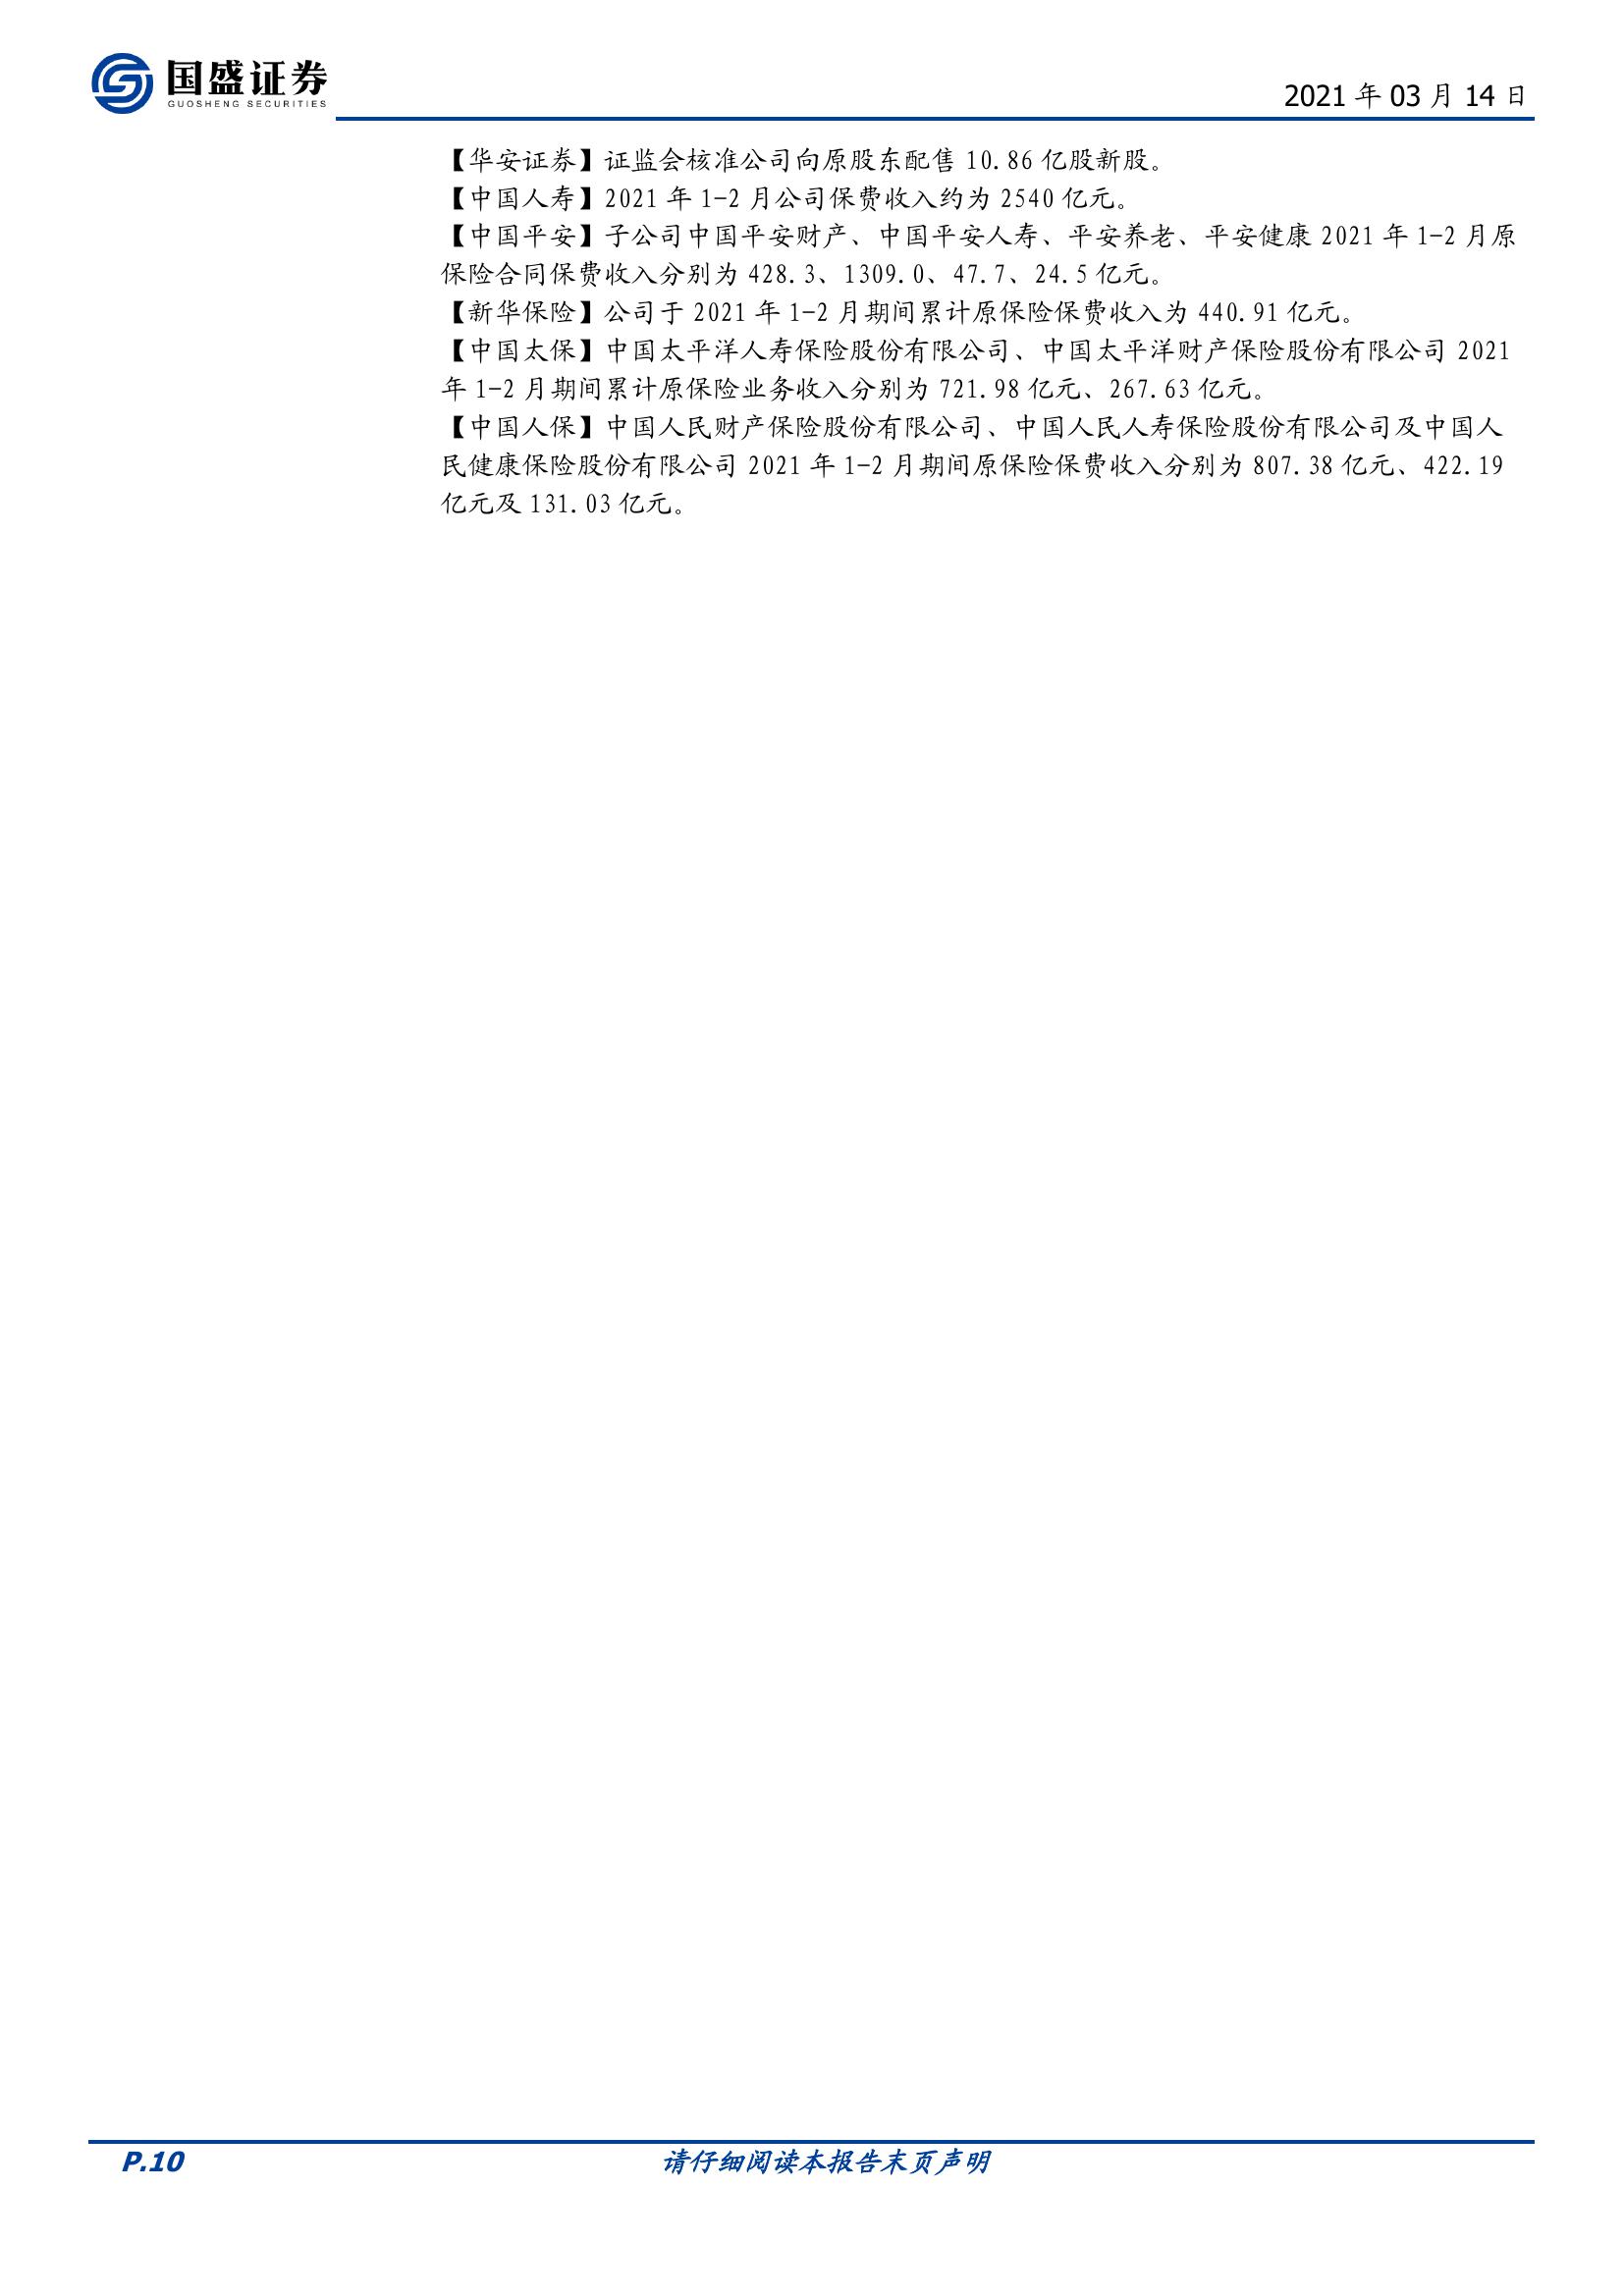 国盛证券
GUOSHENG SECURITIES
2021 年 03 月 14 日
【华安证券】证监会核准公司向原股东配售 10.86 亿股新股。
【中国人寿】2021 年 1-2 月公司保费收入约为 2540 亿元。
【中国平安】子公司中国平安财产、中国平安人寿、平安养老、平安健康 2021 年 1-2 月原
保险合同保费收入分别为 428.3、1309.0、47.7、24.5 亿元。
【新华保险】公司于 2021 年 1-2 月期间累计原保险保费收入为 440.91 亿元。
【中国太保】中国太平洋人寿保险股份有限公司、中国太平洋财产保险股份有限公司 2021
年 1-2 月期间累计原保险业务收入分别为 721.98 亿元、267.63 亿元。
【中国人保】中国人民财产保险股份有限公司、中国人民人寿保险股份有限公司及中国人
民健康保险股份有限公司 2021 年 1-2 月期间原保险保费收入分别为 807.38 亿元、422.19
亿元及 131.03 亿元。
P.10
请仔细阅读本报告末页声明